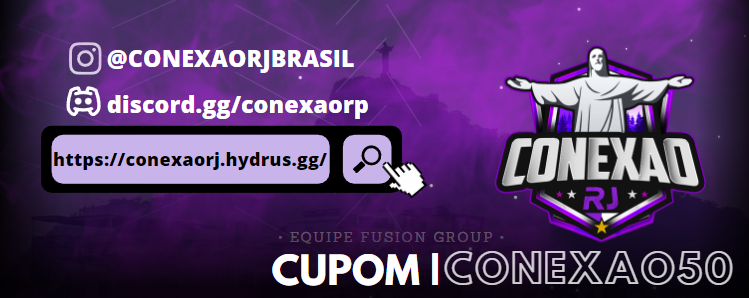 @CONEXAORJBRASIL
discord.gg/conexaorp
https://conexaorj.hydrus.gg/
CONEXAO
RJ
· EQUIPE FUSION GROUP ·
CUPOM | CONEXAO50